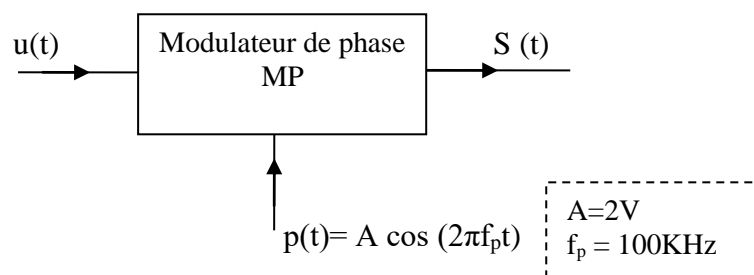 u(t)
Modulateur de phase
MP
S (t)
p(t)= A cos (2πfₚt)
A=2V
fₚ = 100KHz